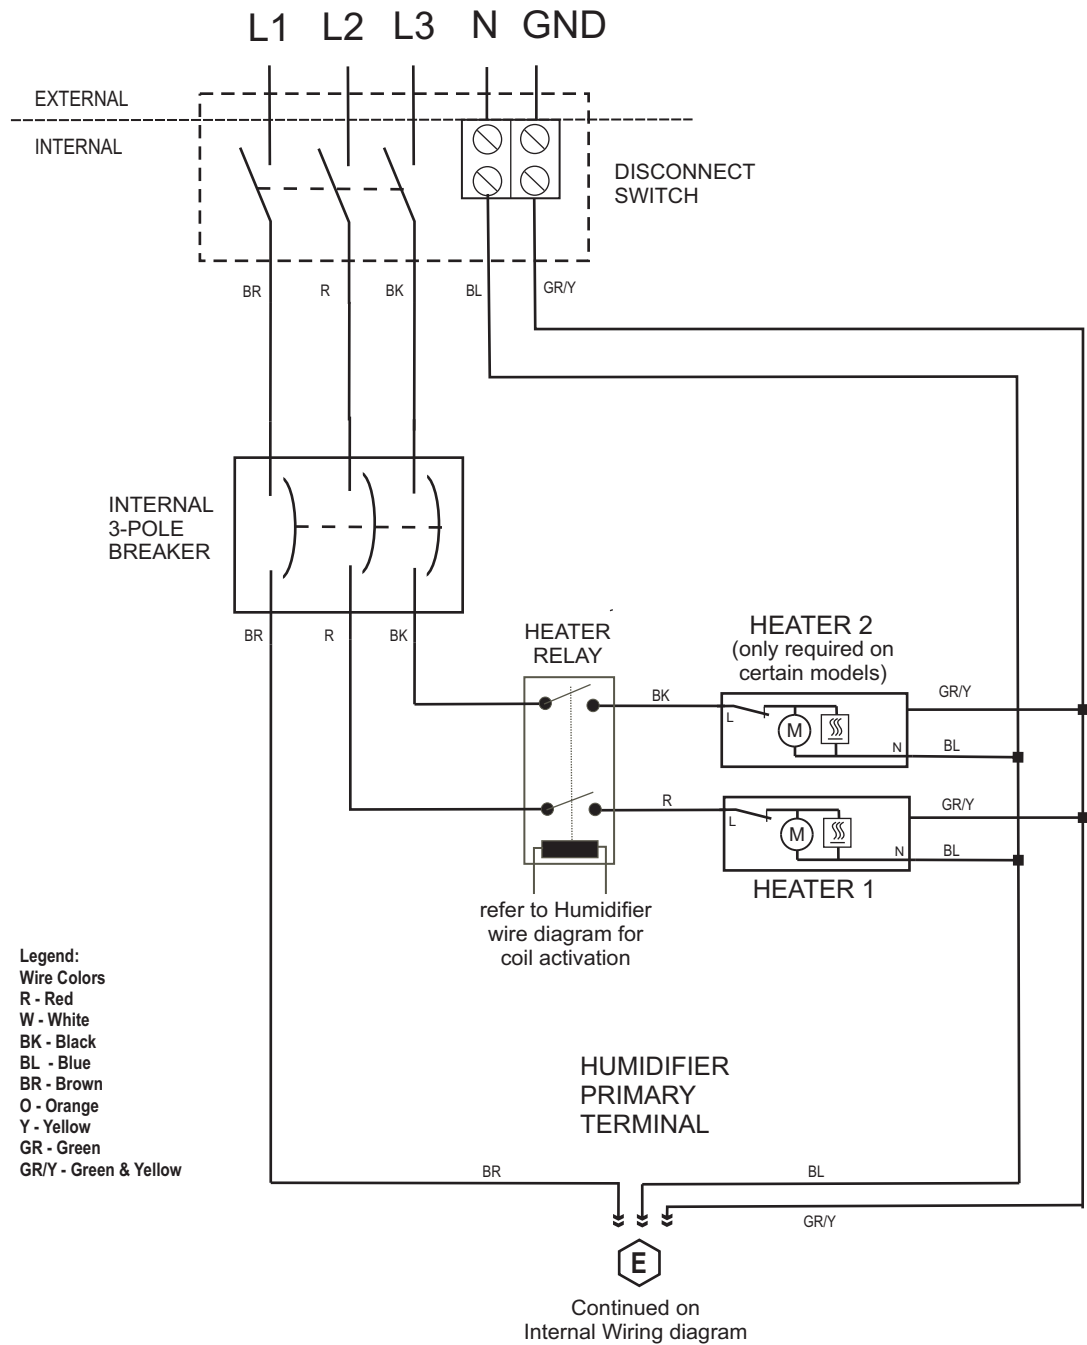 L1 L2 L3 N GND
EXTERNAL
INTERNAL
DISCONNECT
SWITCH
BR R BK BL GR/Y
INTERNAL
3-POLE
BREAKER
BR R BK
HEATER
RELAY
HEATER 2
(only required on
certain models)
BK
L
M
N
GR/Y
BL
R
L
M
N
GR/Y
BL
HEATER 1
refer to Humidifier
wire diagram for
coil activation
Legend:
Wire Colors
R - Red
W - White
BK - Black
BL - Blue
BR - Brown
O - Orange
Y - Yellow
GR - Green
GR/Y - Green & Yellow
HUMIDIFIER
PRIMARY
TERMINAL
BR BL
GR/Y
E
Continued on
Internal Wiring diagram